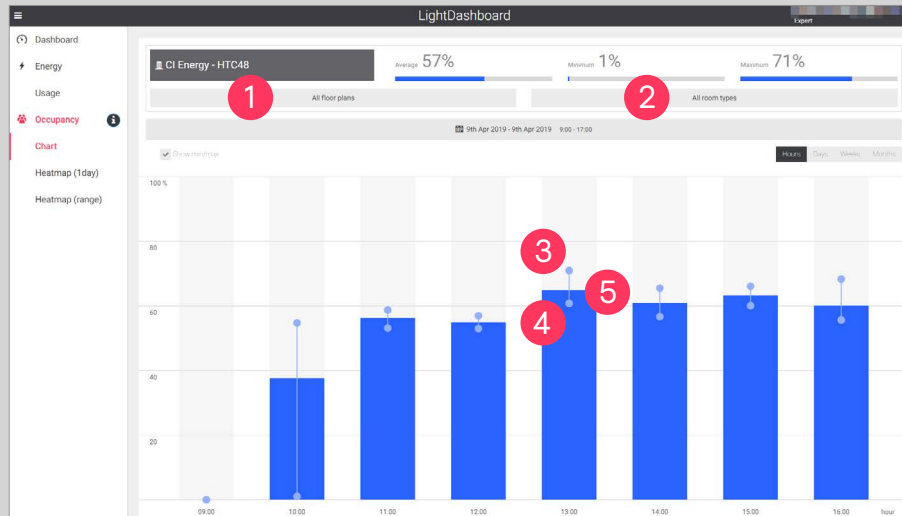 LightDashboard
Expert
Dashboard
Energy
Usage
Occupancy
Chart
Heatmap (1day)
Heatmap (range)
CI Energy - HTC48
Average 57%
Minimum 1%
Maximum 71%
1
All floor plans
2
All room types
9th Apr 2019 - 9th Apr 2019 9:00 - 17:00
Show min/max
Hours Days Weeks Months
100 %
80
60
40
20
3
4
5
09:00 10:00 11:00 12:00 13:00 14:00 15:00 16:00 hour